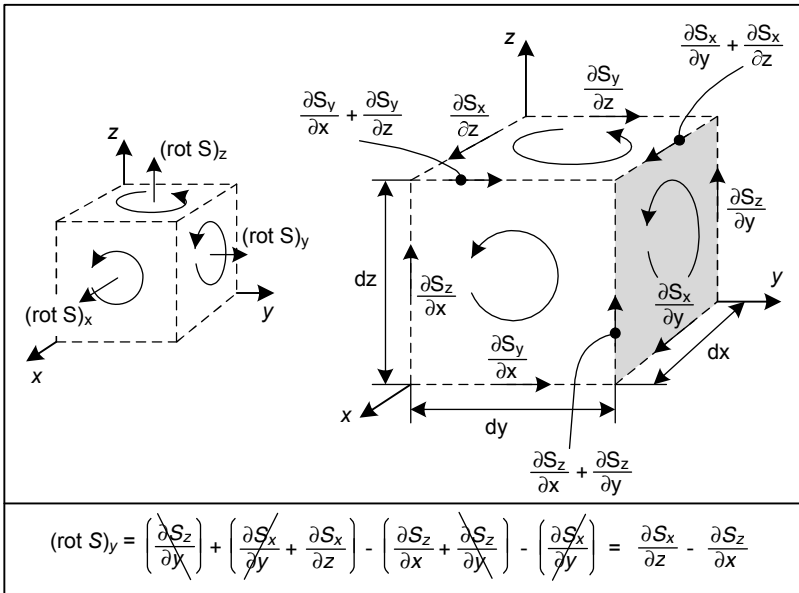 z
(rot S)z
(rot S)y
(rot S)x
y
x
z
∂Sy/∂x + ∂Sy/∂z
∂Sx/∂z
∂Sy/∂z
∂Sx/∂y + ∂Sx/∂z
∂Sz/∂y
dz
∂Sz/∂x
∂Sx/∂y
y
dx
∂Sy/∂x
x
dy
∂Sz/∂x + ∂Sz/∂y
(rot S)y = (∂Sz/∂y) + (∂Sx/∂y + ∂Sx/∂z) - (∂Sz/∂x + ∂Sz/∂y) - (∂Sx/∂y) = ∂Sx/∂z - ∂Sz/∂x